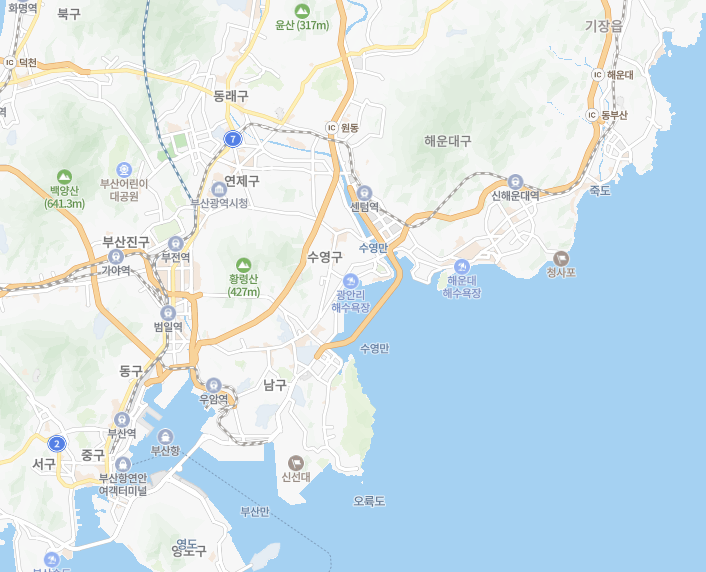 화명역
북구
윤산 (317m)
기장읍
IC 덕천
IC 해운대
동래구
IC 동부산
IC 원동
7
해운대구
백양산
(641.3m)
부산어린이
대공원
연제구
부산광역시청
센텀역
신해운대역
죽도
부산진구
부전역
수영만
가야역
수영구
황령산
(427m)
광안리
해수욕장
해운대
해수욕장
청사포
범일역
수영만
동구
남구
우암역
부산역
2
중구
부산항
서구
부산항연안
여객터미널
신선대
오륙도
부산만
영도
영도구